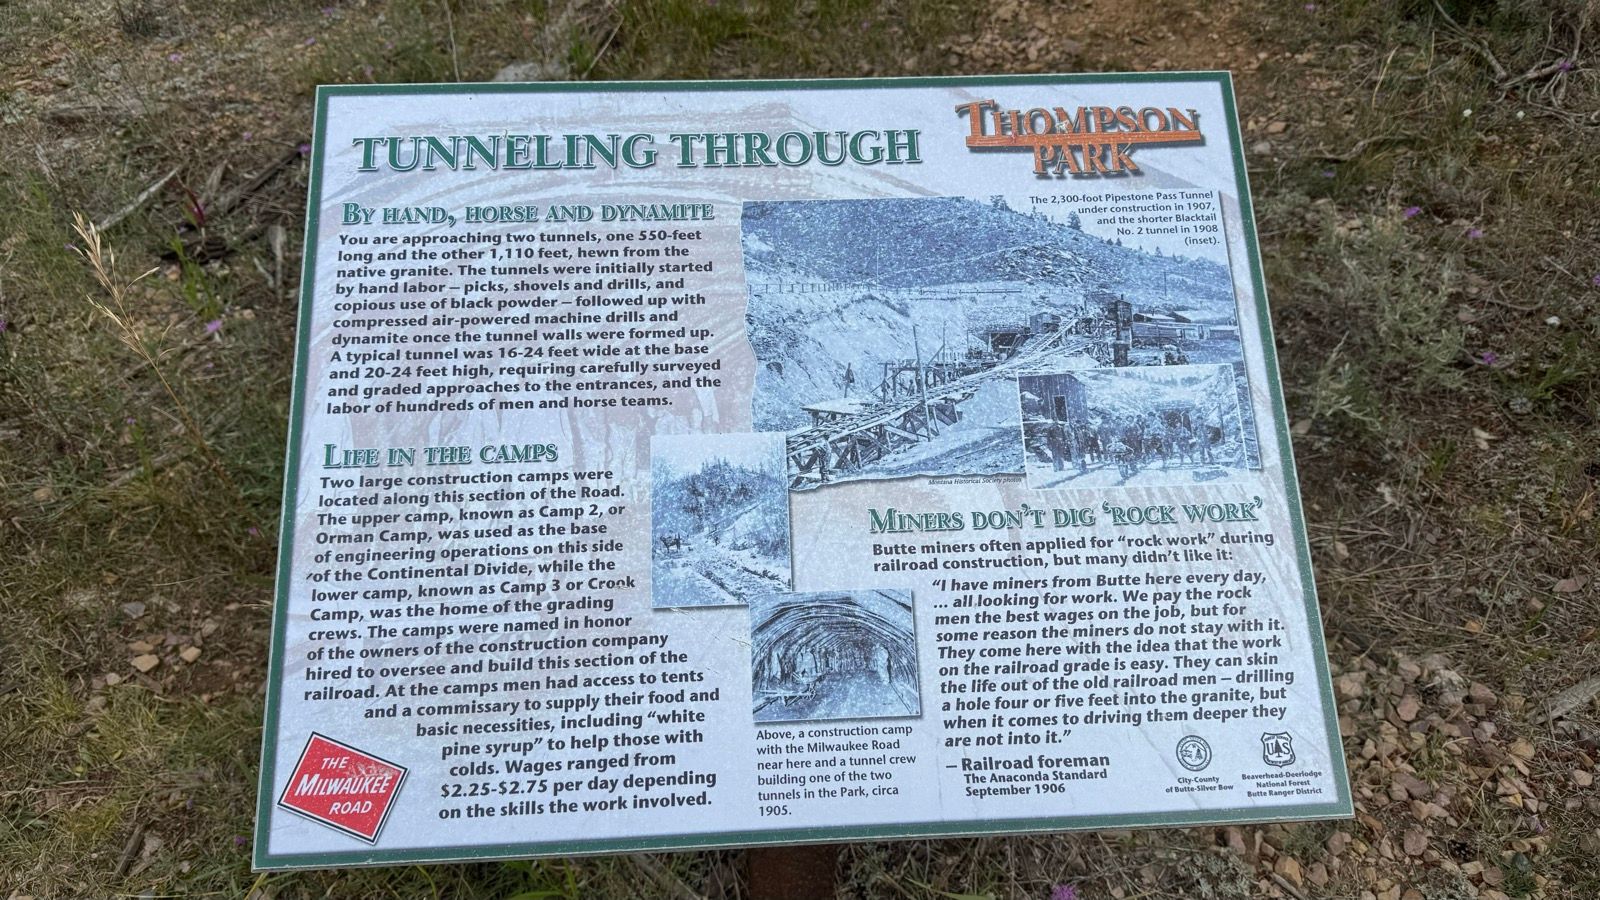 TUNNELING THROUGH
THOMPSON
PARK
BY HAND, HORSE AND DYNAMITE
You are approaching two tunnels, one 550-feet
long and the other 1,110 feet, hewn from the
native granite. The tunnels were initially started
by hand labor – picks, shovels and drills, and
copious use of black powder – followed up with
compressed air-powered machine drills and
dynamite once the tunnel walls were formed up.
A typical tunnel was 16-24 feet wide at the base
and 20-24 feet high, requiring carefully surveyed
and graded approaches to the entrances, and the
labor of hundreds of men and horse teams.
The 2,300-foot Pipestone Pass Tunnel
under construction in 1907,
and the shorter Blacktail
No. 2 tunnel in 1908
(inset).
Montana Historical Society photos
LIFE IN THE CAMPS
Two large construction camps were
located along this section of the Road.
The upper camp, known as Camp 2, or
Orman Camp, was used as the base
of engineering operations on this side
of the Continental Divide, while the
lower camp, known as Camp 3 or Crook
Camp, was the home of the grading
crews. The camps were named in honor
of the owners of the construction company
hired to oversee and build this section of the
railroad. At the camps men had access to tents
and a commissary to supply their food and
basic necessities, including “white
pine syrup” to help those with
colds. Wages ranged from
$2.25-$2.75 per day depending
on the skills the work involved.
THE
MILWAUKEE
ROAD
Above, a construction camp
with the Milwaukee Road
near here and a tunnel crew
building one of the two
tunnels in the Park, circa
1905.
MINERS DON’T DIG ‘ROCK WORK’
Butte miners often applied for “rock work” during
railroad construction, but many didn’t like it:
“I have miners from Butte here every day,
... all looking for work. We pay the rock
men the best wages on the job, but for
some reason the miners do not stay with it.
They come here with the idea that the work
on the railroad grade is easy. They can skin
the life out of the old railroad men – drilling
a hole four or five feet into the granite, but
when it comes to driving them deeper they
are not into it.”
– Railroad foreman
The Anaconda Standard
September 1906
City-County
of Butte-Silver Bow
UAS
Beaverhead-Deerlodge
National Forest
Butte Ranger District